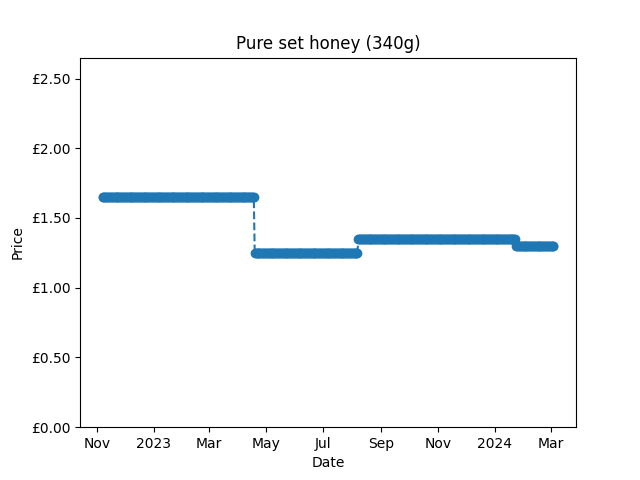 Pure set honey (340g)
£2.50
£2.00
£1.50
£1.00
£0.50
£0.00
Price
Nov 2023 Mar May Jul Sep Nov 2024 Mar
Date